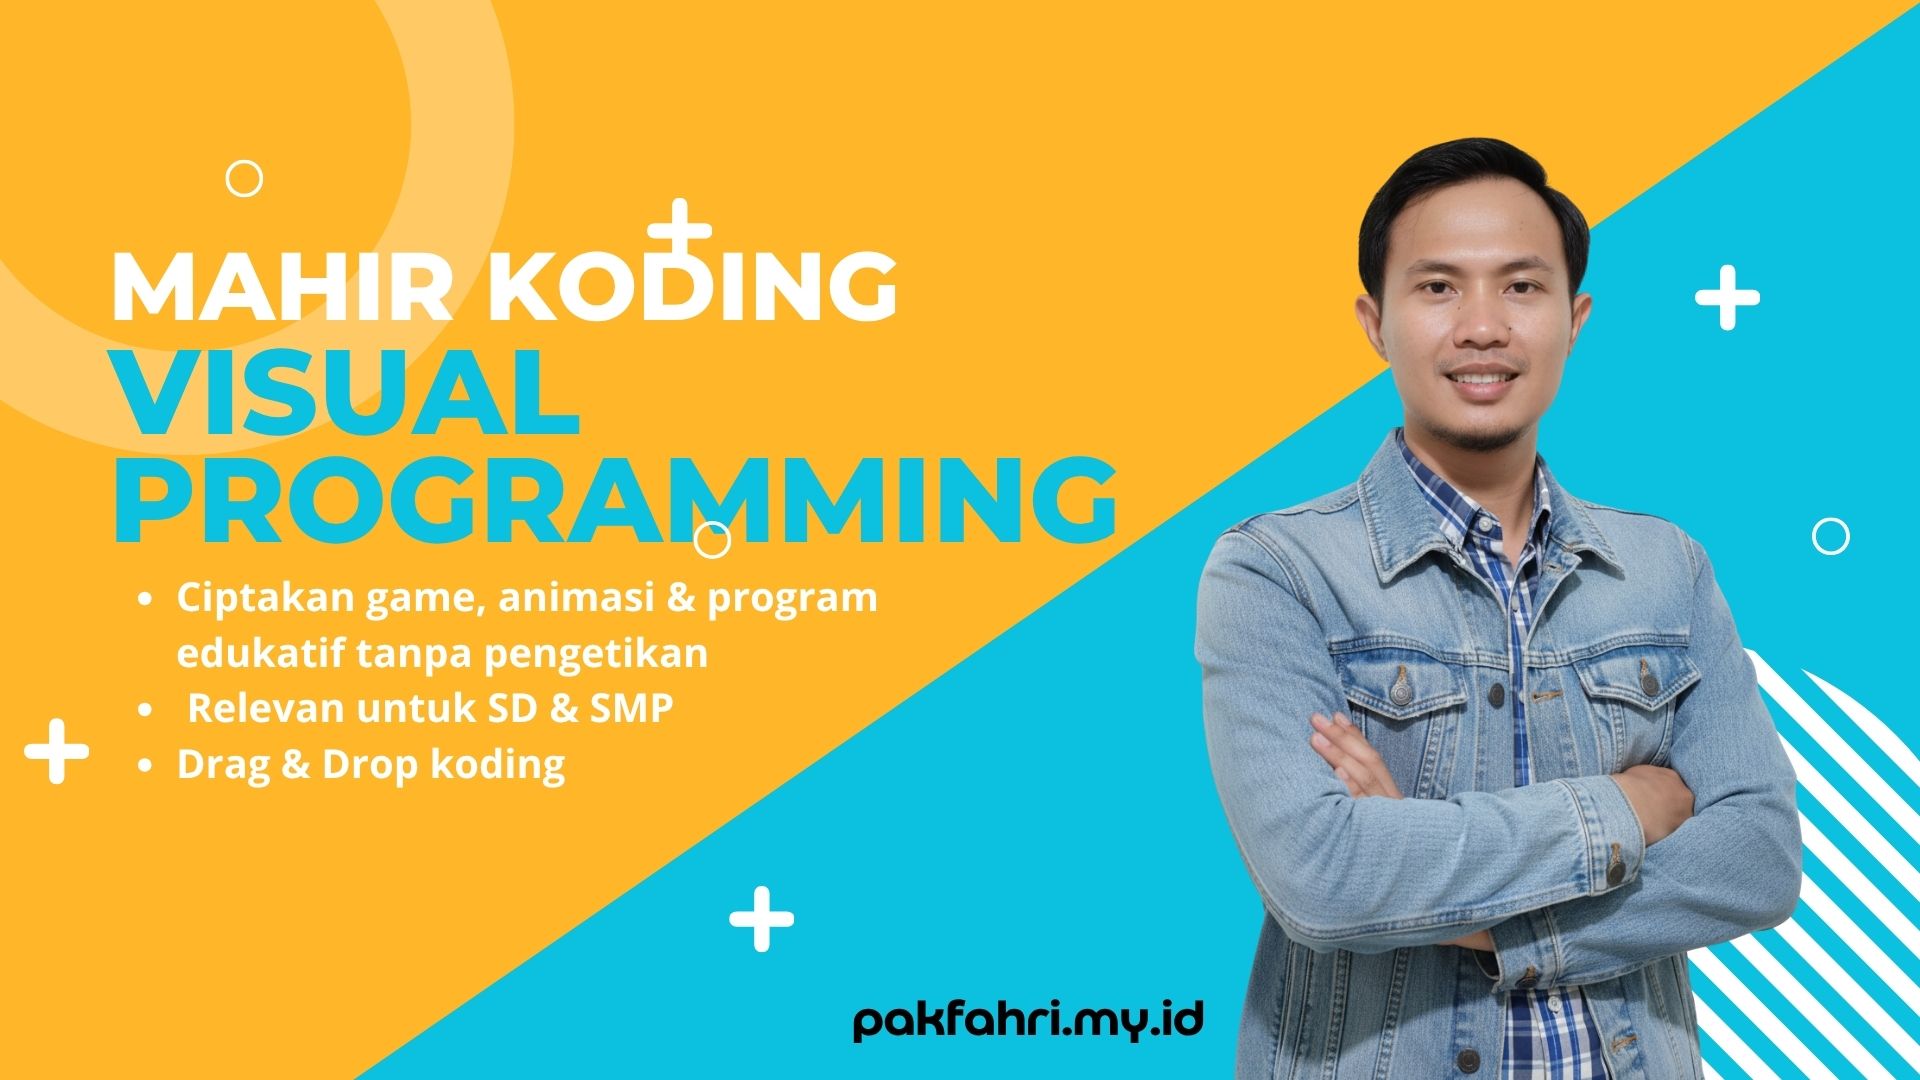 MAHIR KODING
VISUAL
PROGRAMMING
• Ciptakan game, animasi & program
edukatif tanpa pengetikan
• Relevan untuk SD & SMP
• Drag & Drop koding
pakfahri.my.id